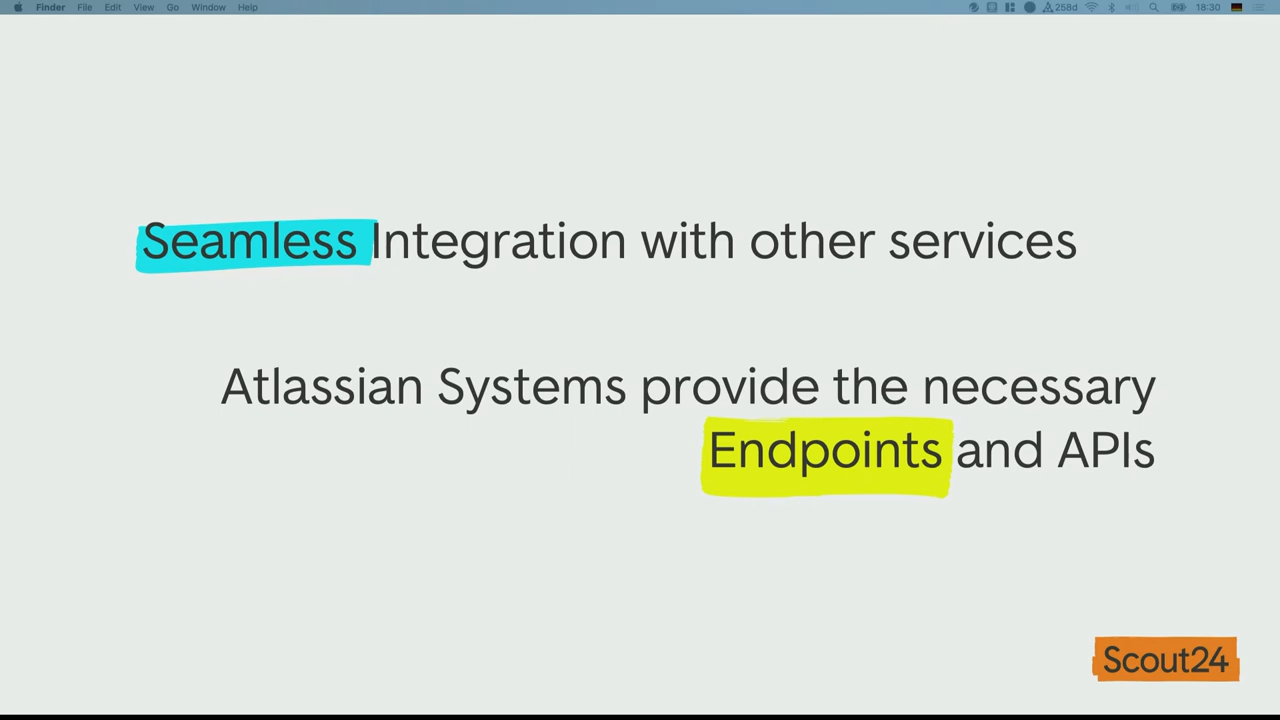 Finder File Edit View Go Window Help 258d 18:30
Seamless Integration with other services
Atlassian Systems provide the necessary
Endpoints and APIs
Scout24